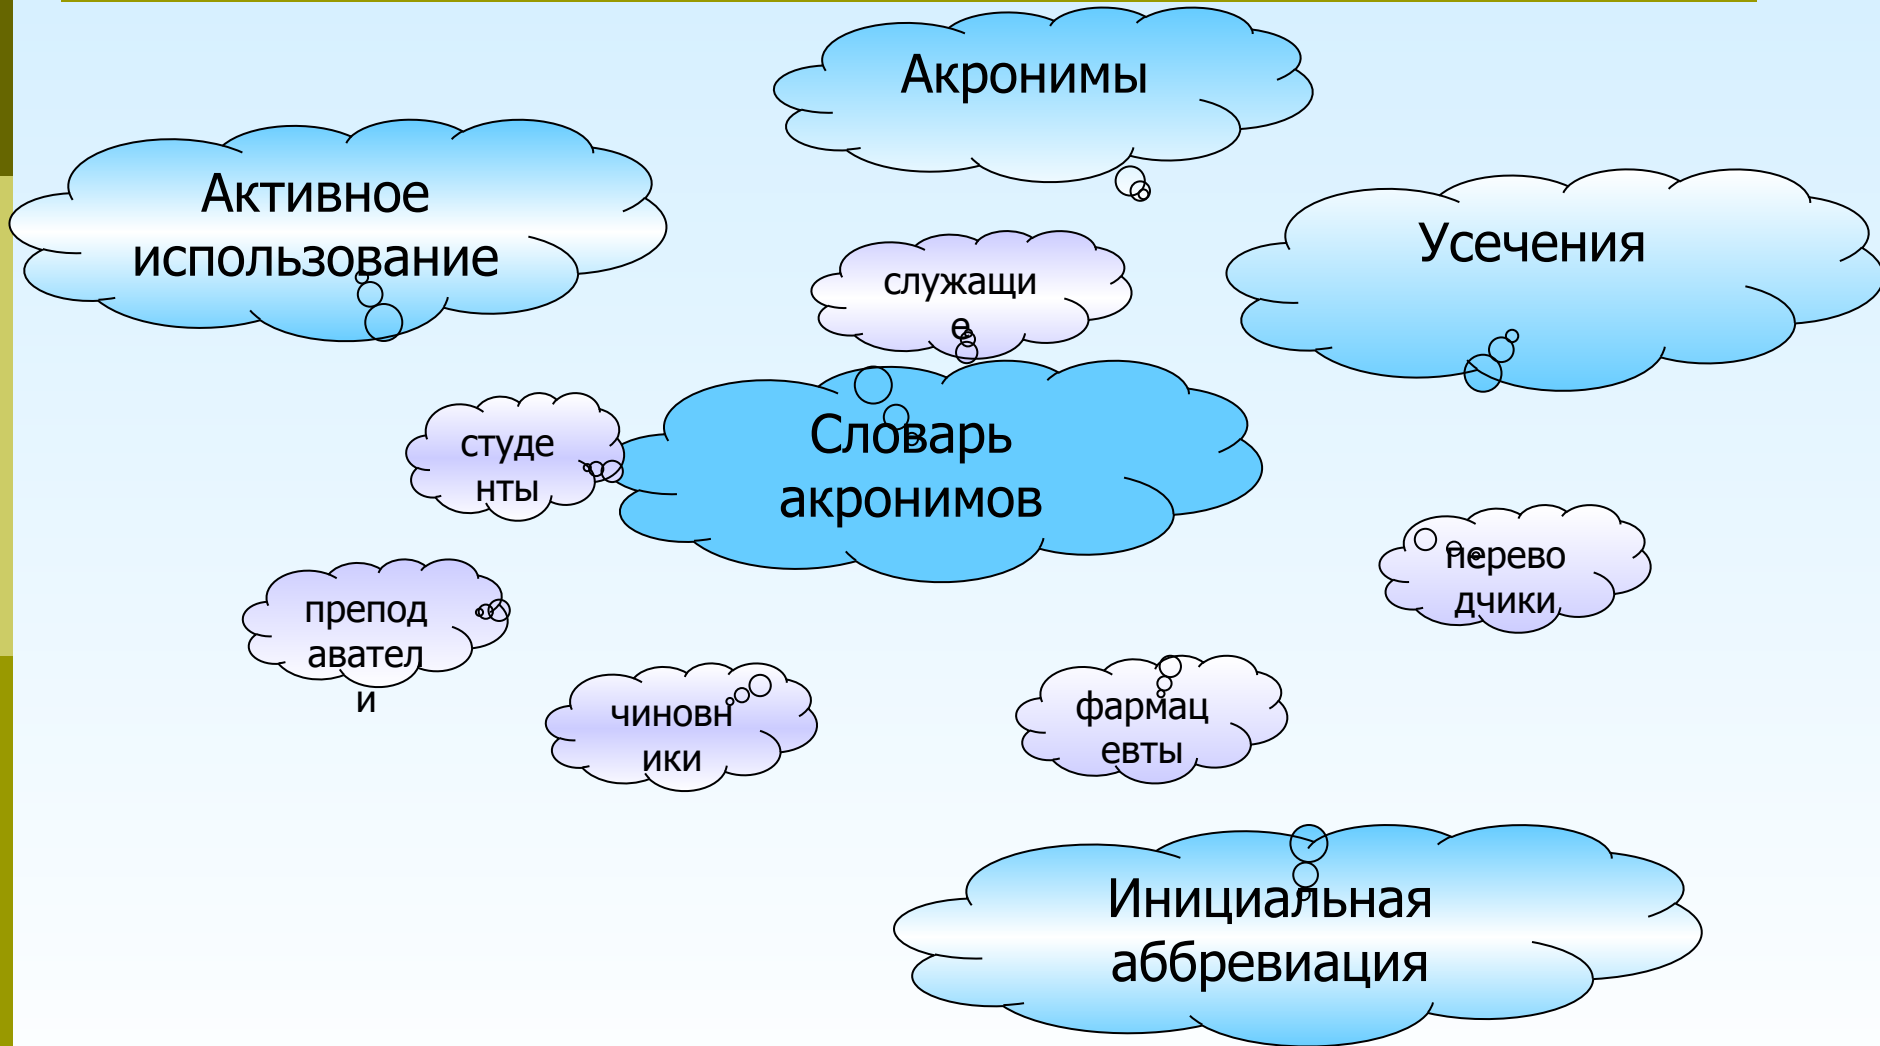 Акронимы
Активное
использование
Усечения
служащи
е
Словарь
акронимов
студе
нты
перево
дчики
препод
авател
и
чиновн
ики
фармац
евты
Инициальная
аббревиация